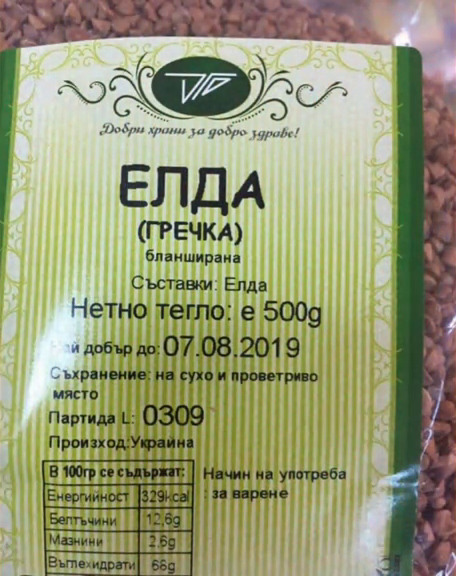 Добри храни за добро здраве!
ЕЛДА
(ГРЕЧКА)
бланширана
Съставки: Елда
Нетно тегло: е 500g
ай добър до: 07.08.2019
Съхранение: на сухо и проветриво
място
Партида L: 0309
Произход:Украйна
В 100гр се съдържат:
Енергийност 329kcal
Белтъчини 12,6g
Мазнини 2,6g
Въглехидрати 68g
Начин на употреба
: за варене